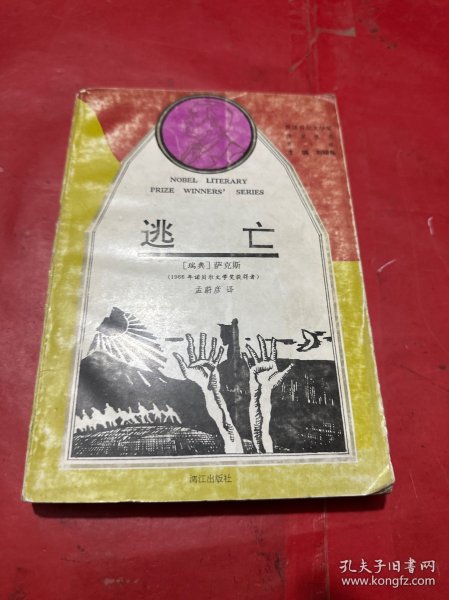 NOBEL LITERARY
PRIZE WINNERS' SERIES
逃亡
[瑞典]萨克斯
(1966年诺贝尔文学奖获得者)
孟蔚彦 译
漓江出版社
孔夫子旧书网
www.kongfz.com